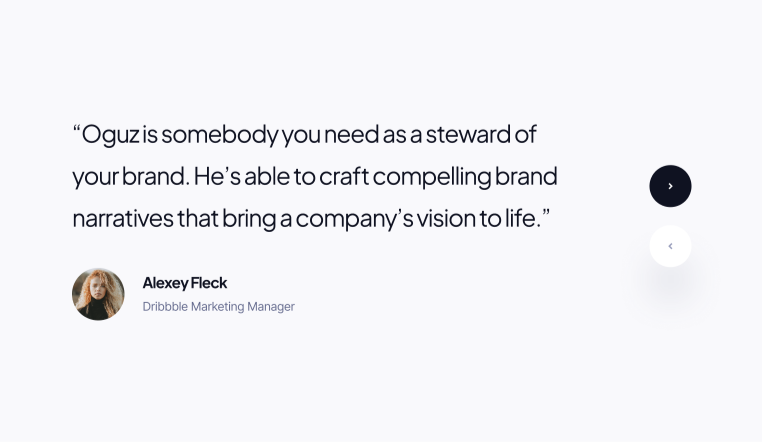 “Oguz is somebody you need as a steward of
your brand. He’s able to craft compelling brand
narratives that bring a company’s vision to life.”
Alexey Fleck
Dribbble Marketing Manager